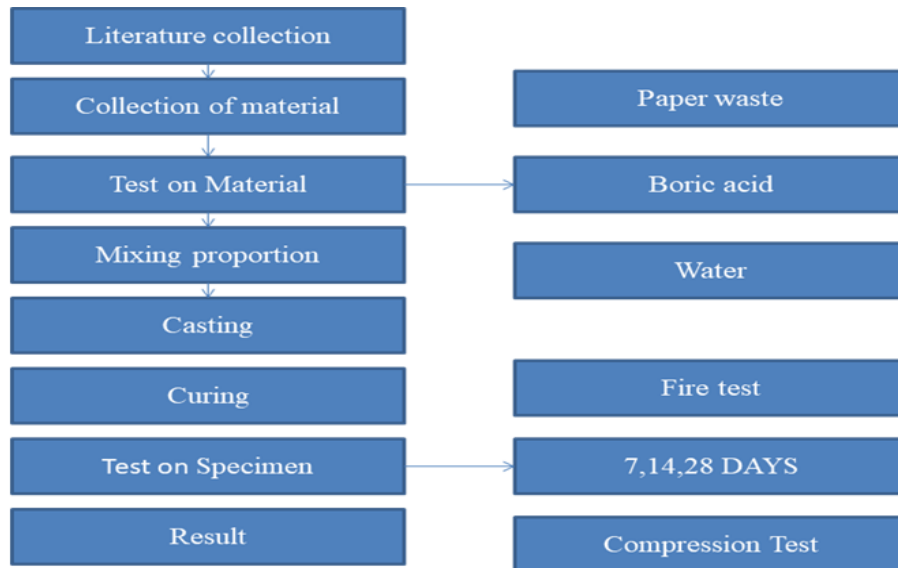 Literature collection
Collection of material
Test on Material
Mixing proportion
Casting
Curing
Test on Specimen
Result
Paper waste
Boric acid
Water
Fire test
7,14,28 DAYS
Compression Test